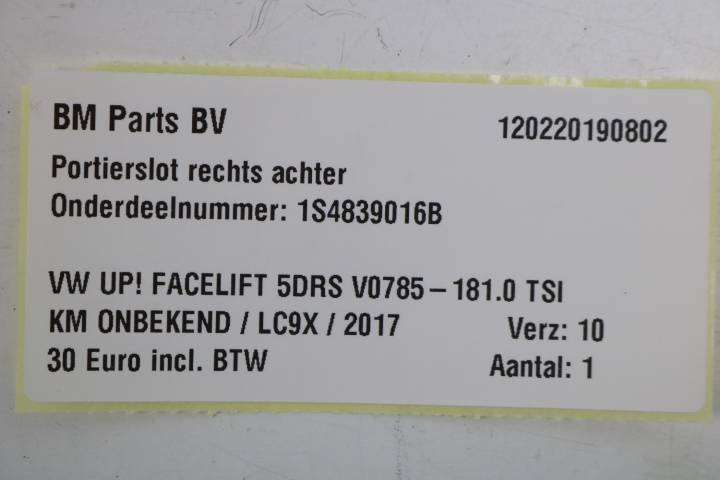 BM Parts BV 120220190802
Portierslot rechts achter
Onderdeelnummer: 1S4839016B
VW UP! FACELIFT 5DRS V0785-181.0 TSI
KM ONBEKEND / LC9X / 2017 Verz: 10
30 Euro incl. BTW Aantal: 1